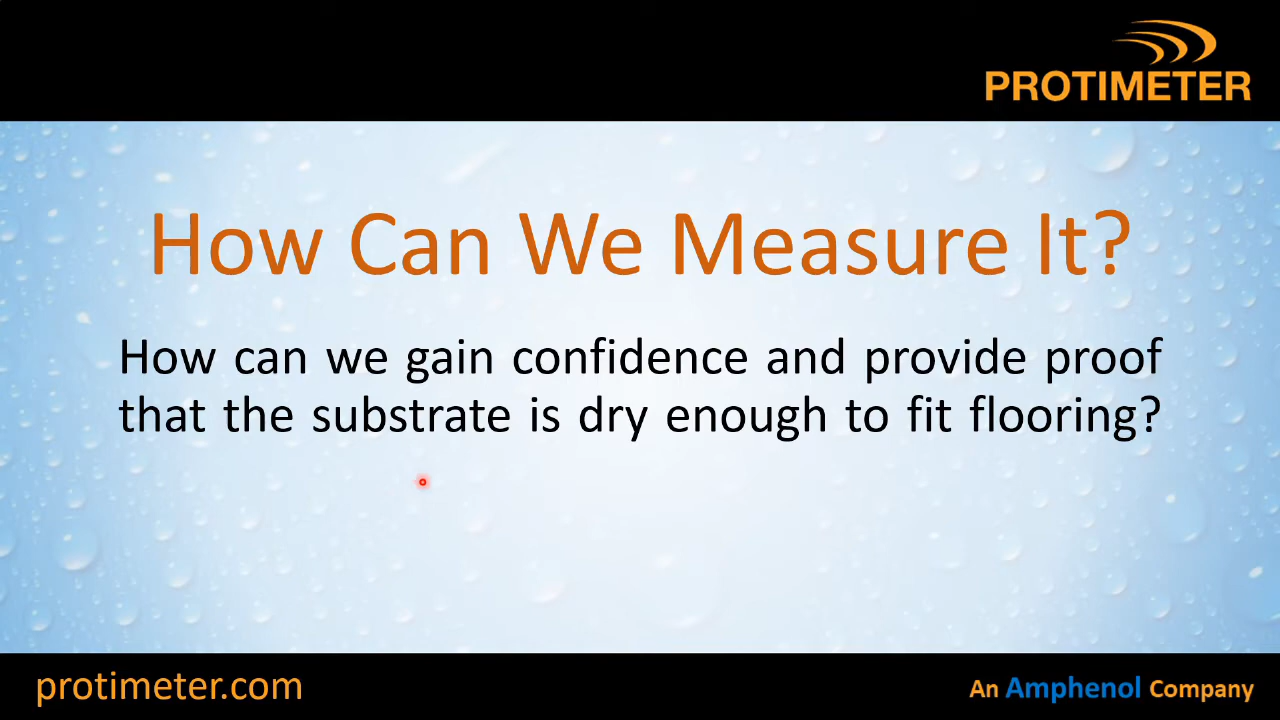 PROTIMETER
How Can We Measure It?
How can we gain confidence and provide proof
that the substrate is dry enough to fit flooring?
protimeter.com
An Amphenol Company